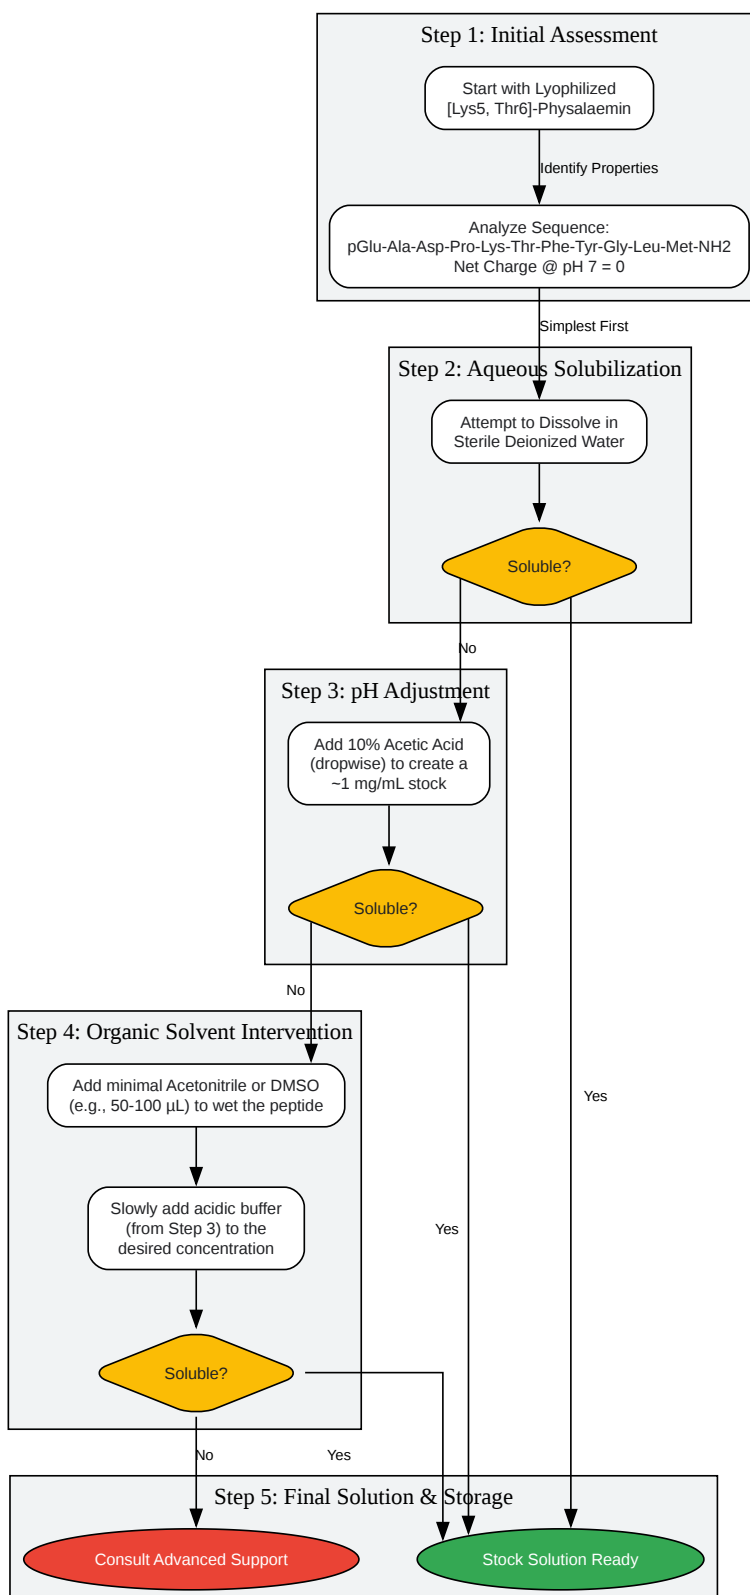 Step 1: Initial Assessment
Start with Lyophilized
[Lys5, Thr6]-Physalaemin
Identify Properties
Analyze Sequence:
pGlu-Ala-Asp-Pro-Lys-Thr-Phe-Tyr-Gly-Leu-Met-NH2
Net Charge @ pH 7 = 0
Simplest First
Step 2: Aqueous Solubilization
Attempt to Dissolve in
Sterile Deionized Water
Soluble?
No
Step 3: pH Adjustment
Add 10% Acetic Acid
(dropwise) to create a
~1 mg/mL stock
Soluble?
No
Step 4: Organic Solvent Intervention
Add minimal Acetonitrile or DMSO
(e.g., 50-100 µL) to wet the peptide
Yes
Slowly add acidic buffer
(from Step 3) to the
desired concentration
Yes
Soluble?
No
Yes
Step 5: Final Solution & Storage
Consult Advanced Support
Stock Solution Ready